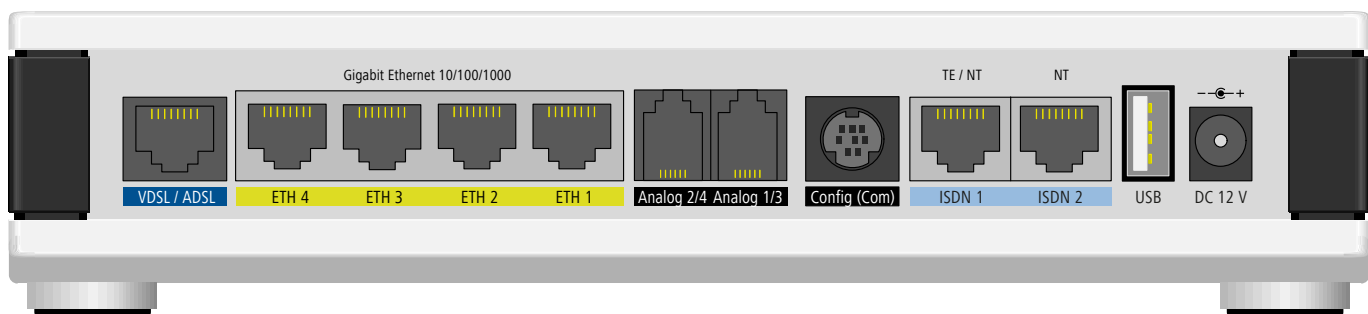 Gigabit Ethernet 10/100/1000
TE / NT
NT
VDSL / ADSL
ETH 4
ETH 3
ETH 2
ETH 1
Analog 2/4
Analog 1/3
Config (Com)
ISDN 1
ISDN 2
USB
DC 12 V